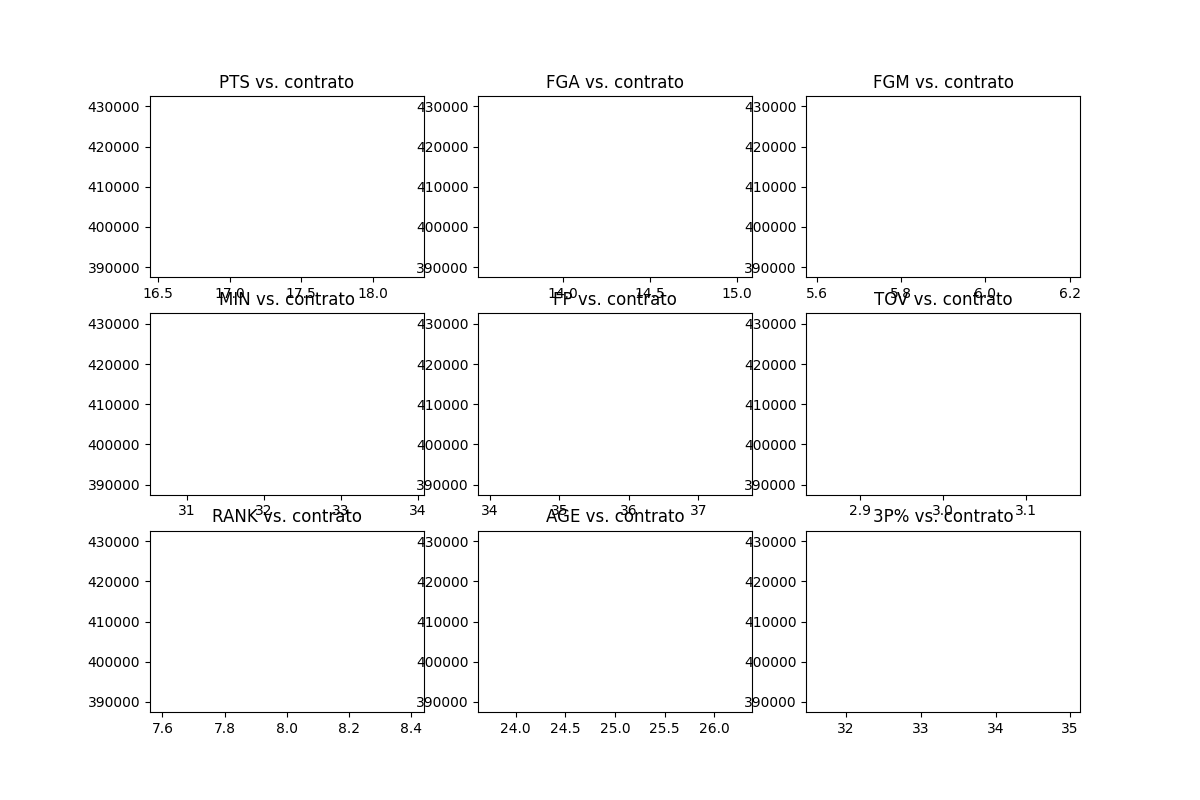 PTS vs. contrato
430000
420000
410000
400000
390000
16.5 17.0 17.5 18.0
FGA vs. contrato
430000
420000
410000
400000
390000
14.0 14.5 15.0
FGM vs. contrato
430000
420000
410000
400000
390000
5.6 5.8 6.0 6.2
MIN vs. contrato
430000
420000
410000
400000
390000
31 32 33 34
FP vs. contrato
430000
420000
410000
400000
390000
34 35 36 37
TOV vs. contrato
430000
420000
410000
400000
390000
2.9 3.0 3.1
RANK vs. contrato
430000
420000
410000
400000
390000
7.6 7.8 8.0 8.2 8.4
AGE vs. contrato
430000
420000
410000
400000
390000
24.0 24.5 25.0 25.5 26.0
3P% vs. contrato
430000
420000
410000
400000
390000
32 33 34 35